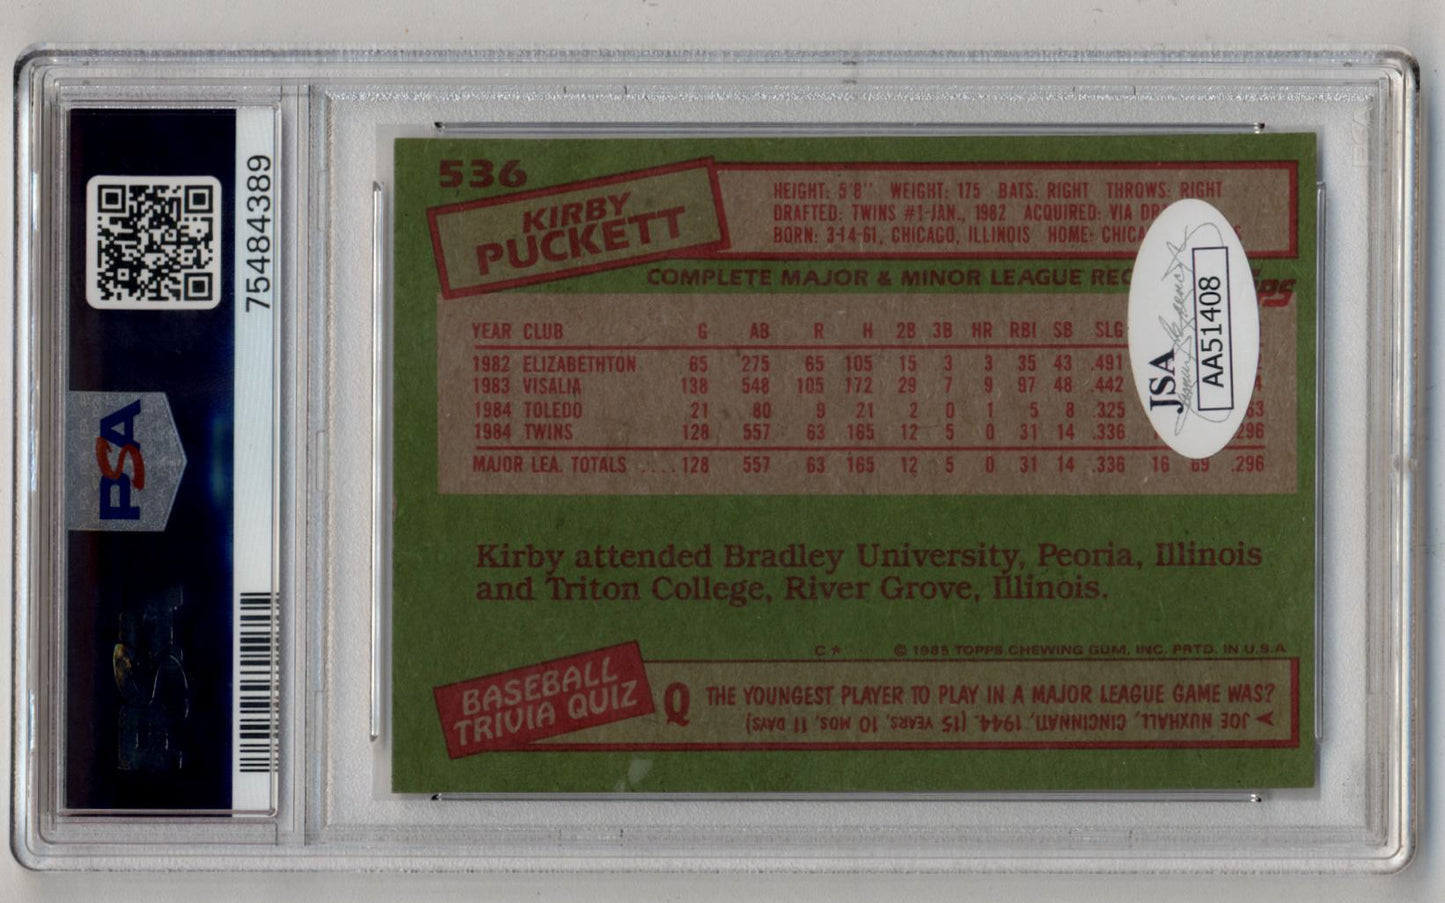 PSA
75484389
536
KIRBY
PUCKETT
HEIGHT: 5'8" WEIGHT: 175 BATS: RIGHT THROWS: RIGHT
DRAFTED: TWINS #1-JAN., 1982 ACQUIRED: VIA DR
BORN: 3-14-61, CHICAGO, ILLINOIS HOME: CHICA
COMPLETE MAJOR & MINOR LEAGUE REC
YEAR CLUB G AB R H 2B 3B HR RBI SB SLG
1982 ELIZABETHTON 65 275 65 105 15 3 3 35 43 .491
1983 VISALIA 138 548 105 172 29 7 9 97 48 .442
1984 TOLEDO 21 80 9 21 2 0 1 5 8 .325
1984 TWINS 128 557 63 165 12 5 0 31 14 .336 .296
MAJOR LEA. TOTALS ....128 557 63 165 12 5 0 31 14 .336 16 69 .296
JSA
AA51408
Kirby attended Bradley University, Peoria, Illinois
and Triton College, River Grove, Illinois.
C* © 1985 TOPPS CHEWING GUM, INC. PRTD. IN U.S.A
BASEBALL
TRIVIA QUIZ
Q THE YOUNGEST PLAYER TO PLAY IN A MAJOR LEAGUE GAME WAS?
JOE NUXHALL, CINCINNATI, 1944. (15 YEARS, 10 MOS, 11 DAYS)
PSA